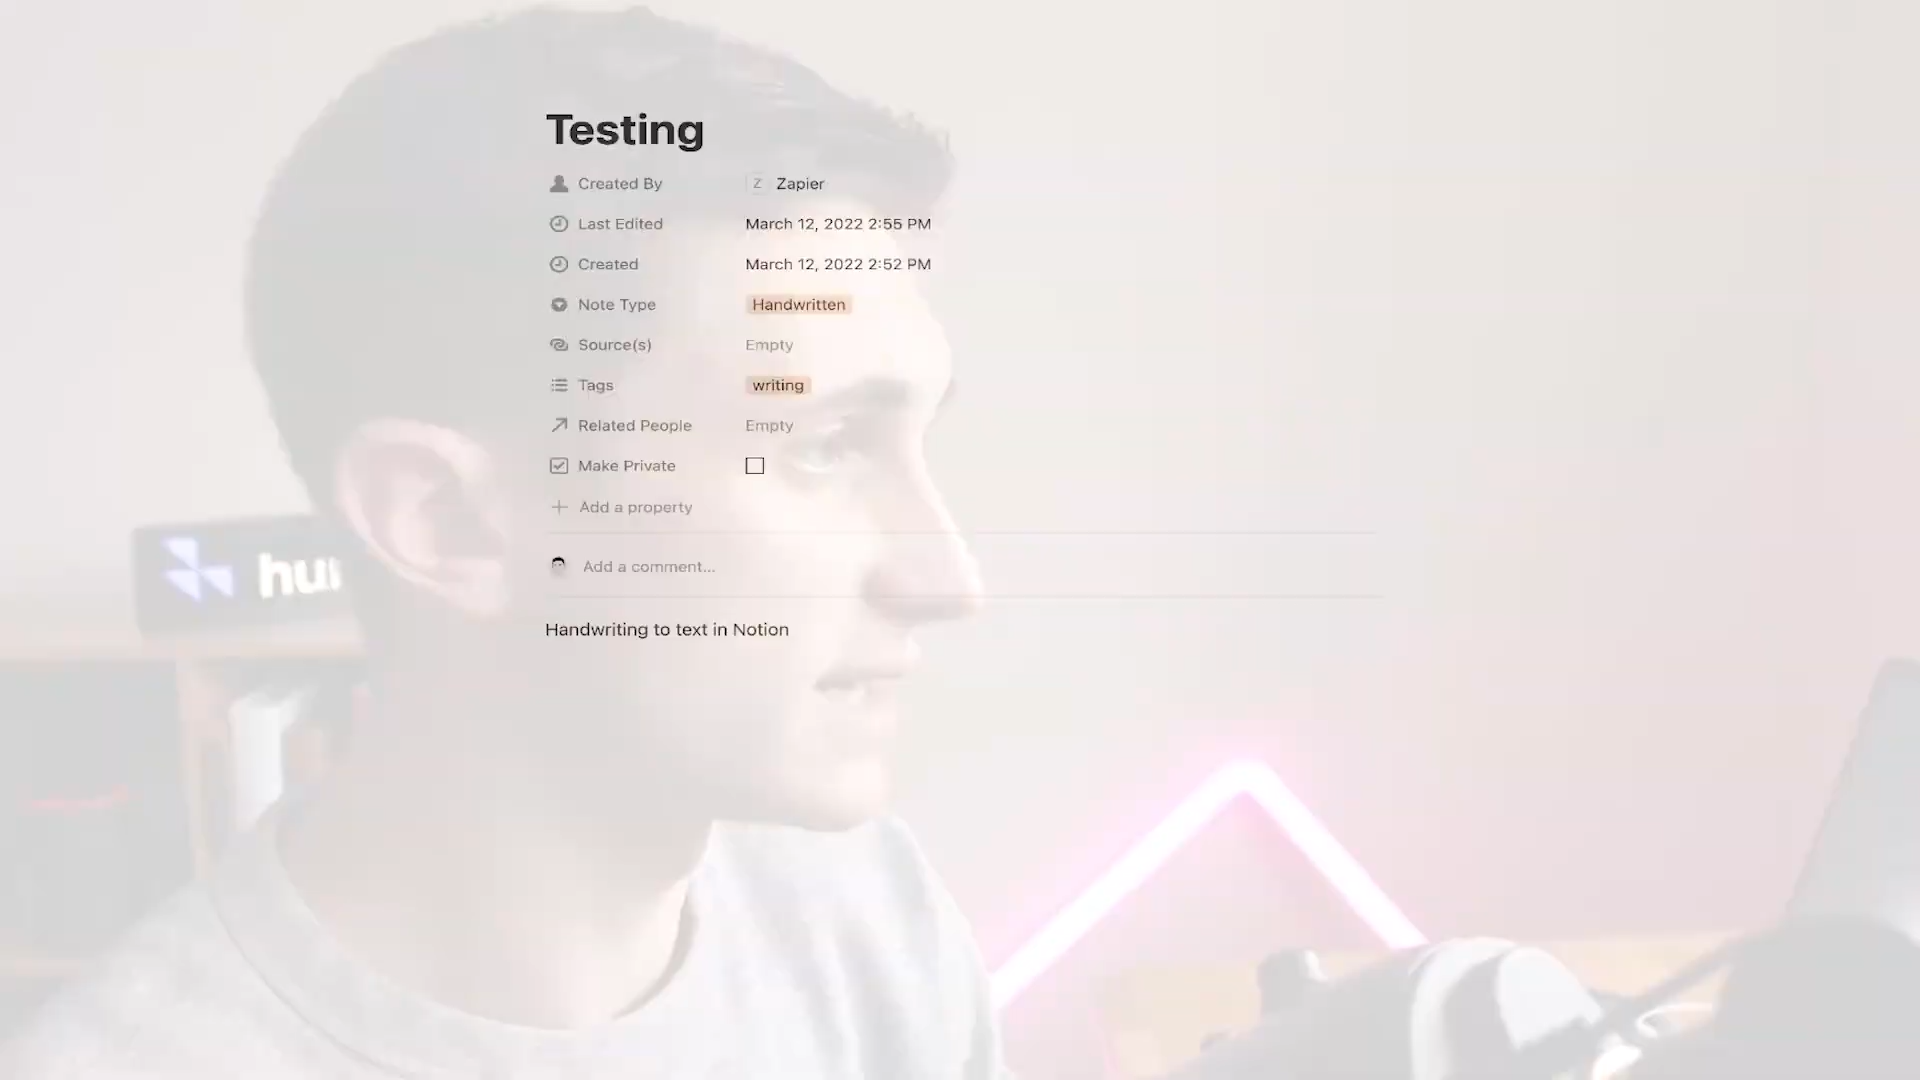 Testing
Created By Z Zapier
Last Edited March 12, 2022 2:55 PM
Created March 12, 2022 2:52 PM
Note Type Handwritten
Source(s) Empty
Tags writing
Related People Empty
Make Private
Add a property
Add a comment...
hu
Handwriting to text in Notion